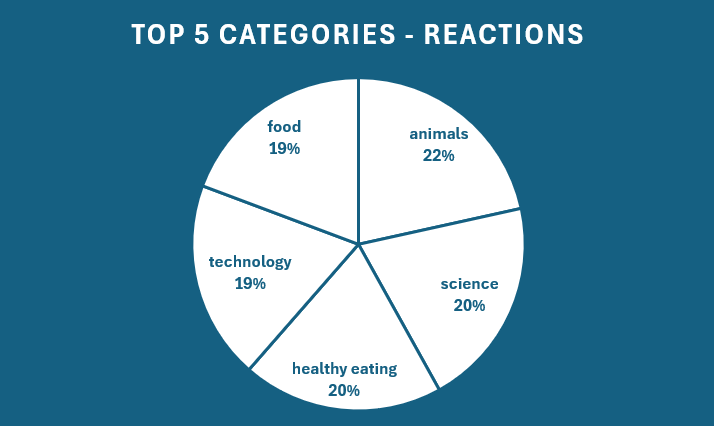 TOP 5 CATEGORIES - REACTIONS
animals
22%
science
20%
healthy eating
20%
technology
19%
food
19%